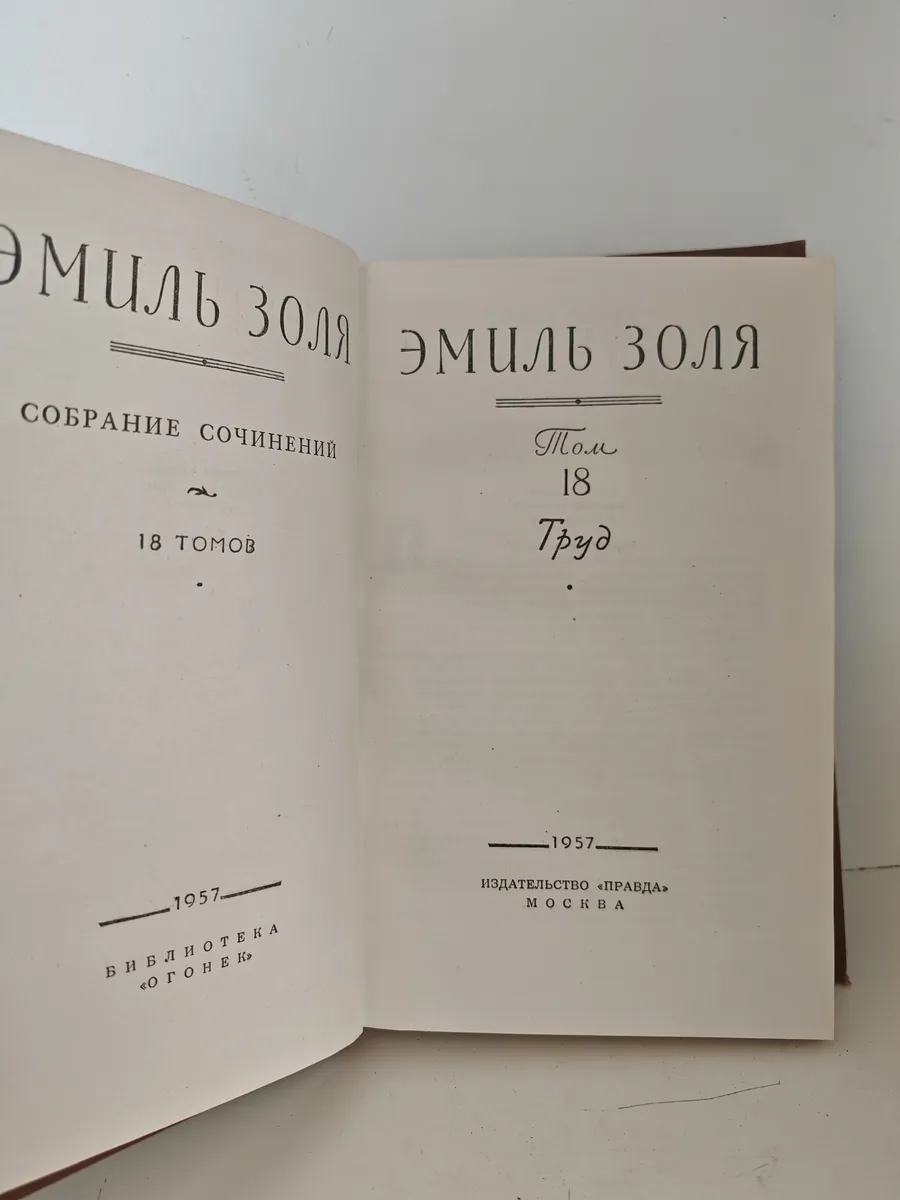 ЭМИЛЬ ЗОЛЯ
СОБРАНИЕ СОЧИНЕНИЙ
18 ТОМОВ
1957
БИБЛИОТЕКА
«ОГОНЕК»
ЭМИЛЬ ЗОЛЯ
Том
18
Труд
1957
ИЗДАТЕЛЬСТВО «ПРАВДА»
МОСКВА